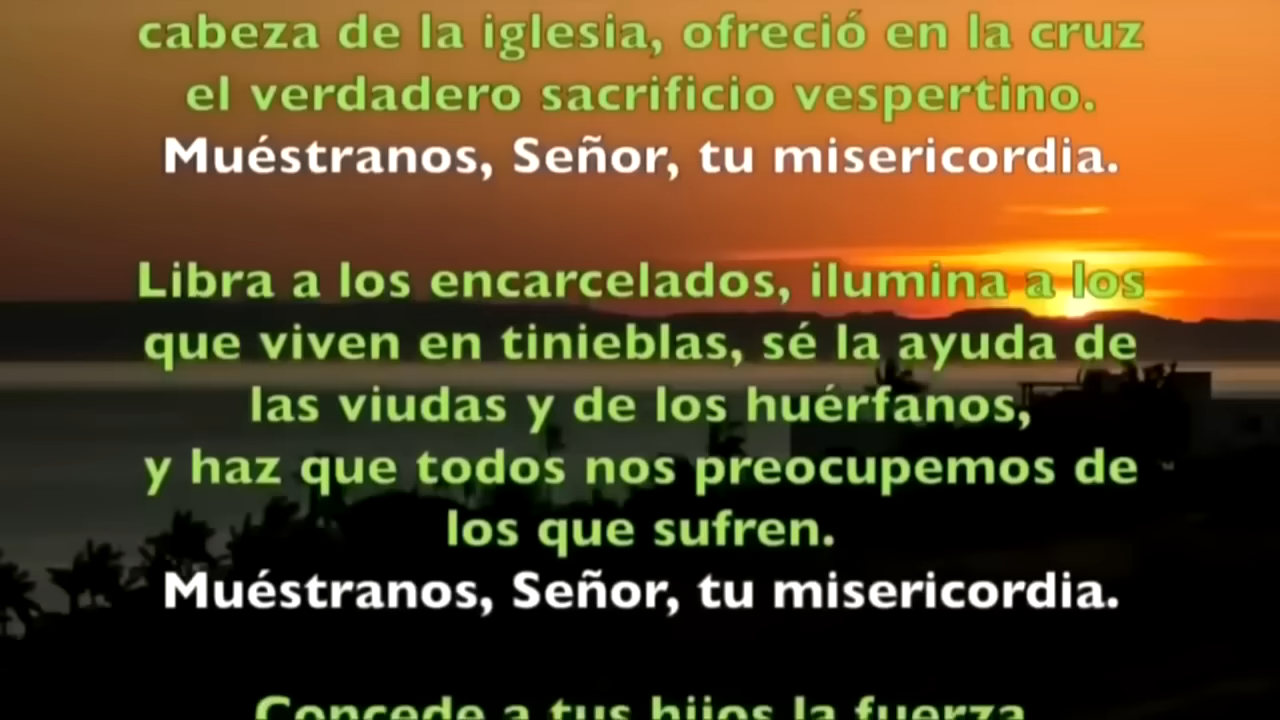 cabeza de la iglesia, ofreció en la cruz
el verdadero sacrificio vespertino.
Muéstranos, Señor, tu misericordia.
Libra a los encarcelados, ilumina a los
que viven en tinieblas, sé la ayuda de
las viudas y de los huérfanos,
y haz que todos nos preocupemos de
los que sufren.
Muéstranos, Señor, tu misericordia.
Concede a tus hijos la fuerza